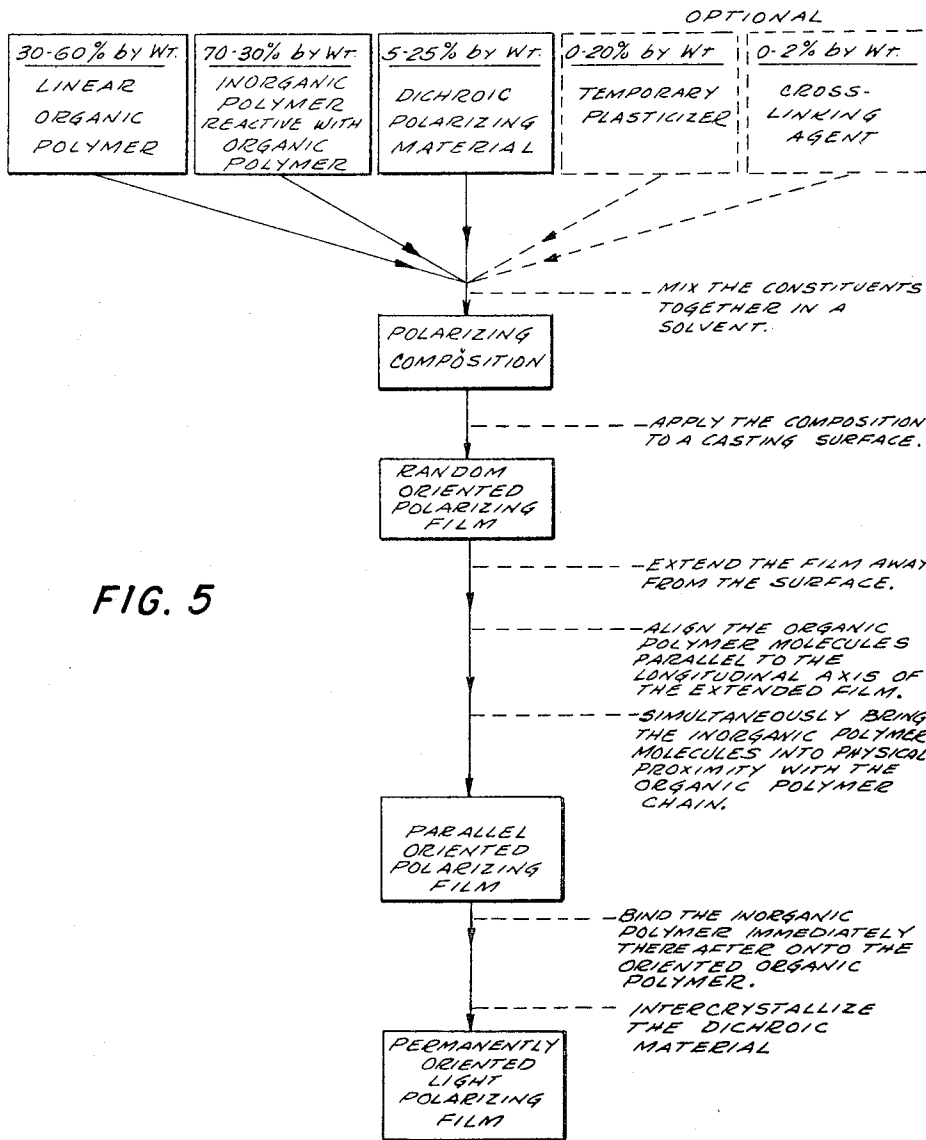 OPTIONAL
30-60% by Wt.
LINEAR
ORGANIC
POLYMER
70-30% by Wt.
INORGANIC
POLYMER
REACTIVE WITH
ORGANIC
POLYMER
5-25% by Wt.
DICHROIC
POLARIZING
MATERIAL
0-20% by Wt
TEMPORARY
PLASTICIZER
0-2% by Wt.
CROSS-
LINKING
AGENT
MIX THE CONSTITUENTS
TOGETHER IN A
SOLVENT.
POLARIZING
COMPOSITION
APPLY THE COMPOSITION
TO A CASTING SURFACE.
RANDOM
ORIENTED
POLARIZING
FILM
EXTEND THE FILM AWAY
FROM THE SURFACE.
FIG. 5
ALIGN THE ORGANIC
POLYMER MOLECULES
PARALLEL TO THE
LONGITUDINAL AXIS OF
THE EXTENDED FILM.
SIMULTANEOUSLY BRING
THE INORGANIC POLYMER
MOLECULES INTO PHYSICAL
PROXIMITY WITH THE
ORGANIC POLYMER
CHAIN.
PARALLEL
ORIENTED
POLARIZING
FILM
BIND THE INORGANIC
POLYMER IMMEDIATELY
THEREAFTER ONTO THE
ORIENTED ORGANIC
POLYMER.
INTERCRYSTALLIZE
THE DICHROIC
MATERIAL
PERMANENTLY
ORIENTED
LIGHT
POLARIZING
FILM